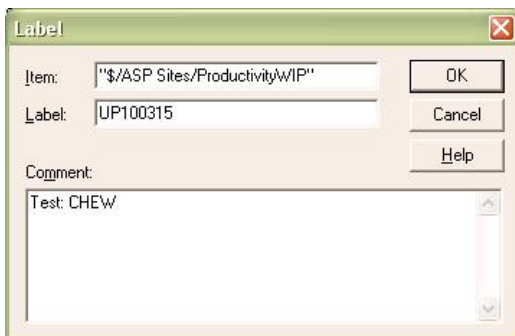 Label
Item: "$/ASP Sites/ProductivityWIP" OK
Label: UP100315 Cancel
Help
Comment:
Test: CHEW